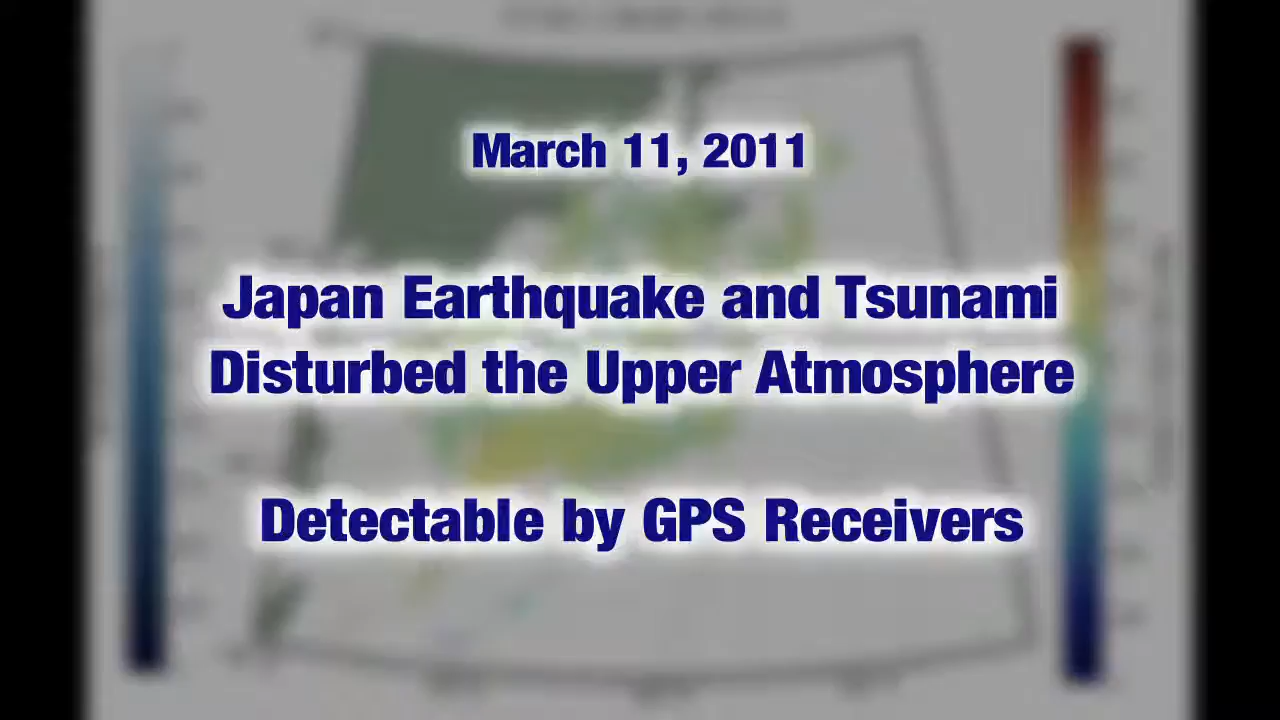 March 11, 2011
Japan Earthquake and Tsunami
Disturbed the Upper Atmosphere
Detectable by GPS Receivers